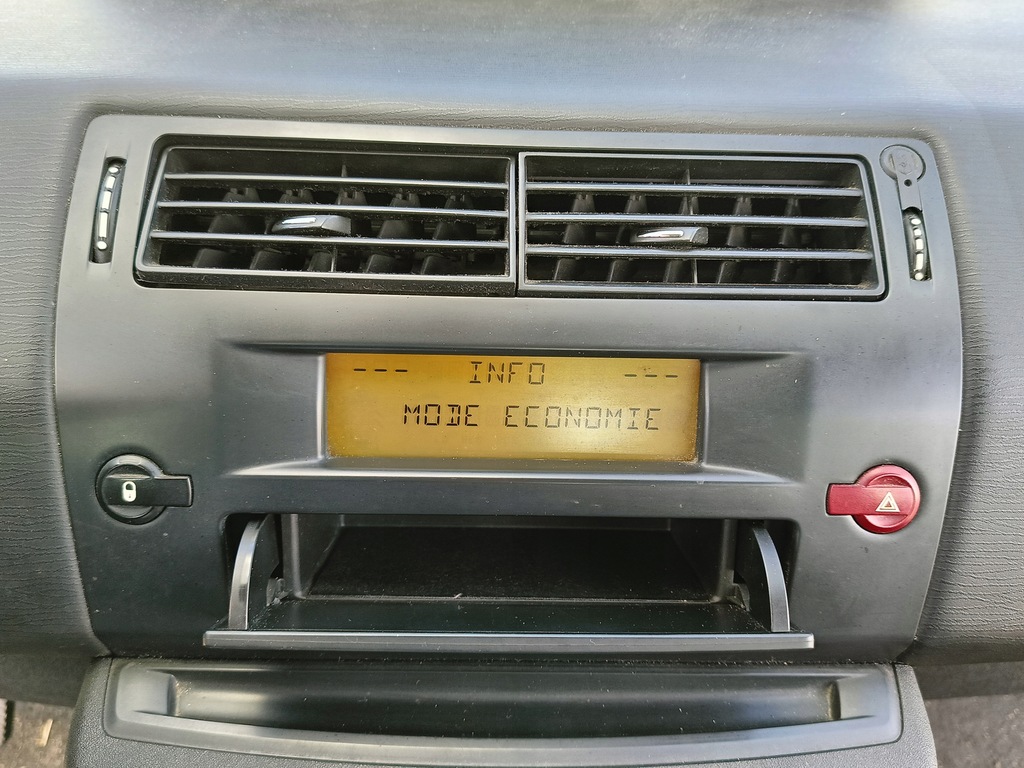 --- INFO ---
MODE ECONOMIE